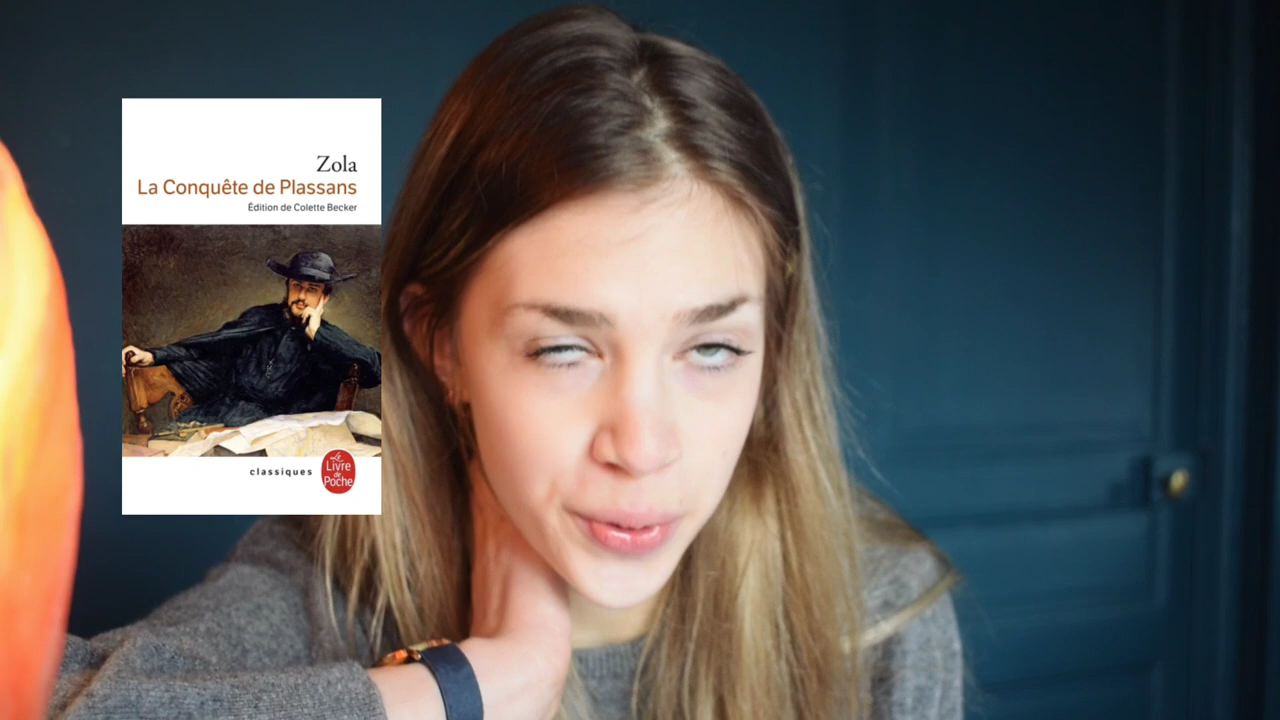 Zola
La Conquête de Plassans
Édition de Colette Becker
classiques
Le
Livre
de
Poche